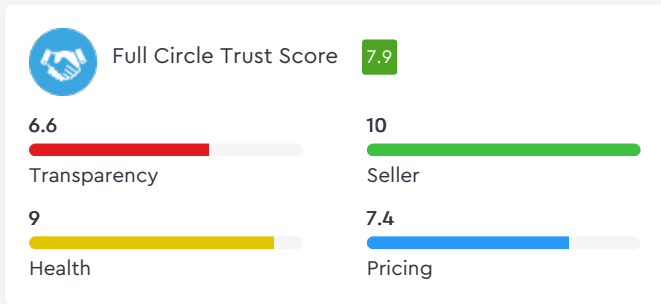 Full Circle Trust Score 7.9
6.6
Transparency
10
Seller
9
Health
7.4
Pricing